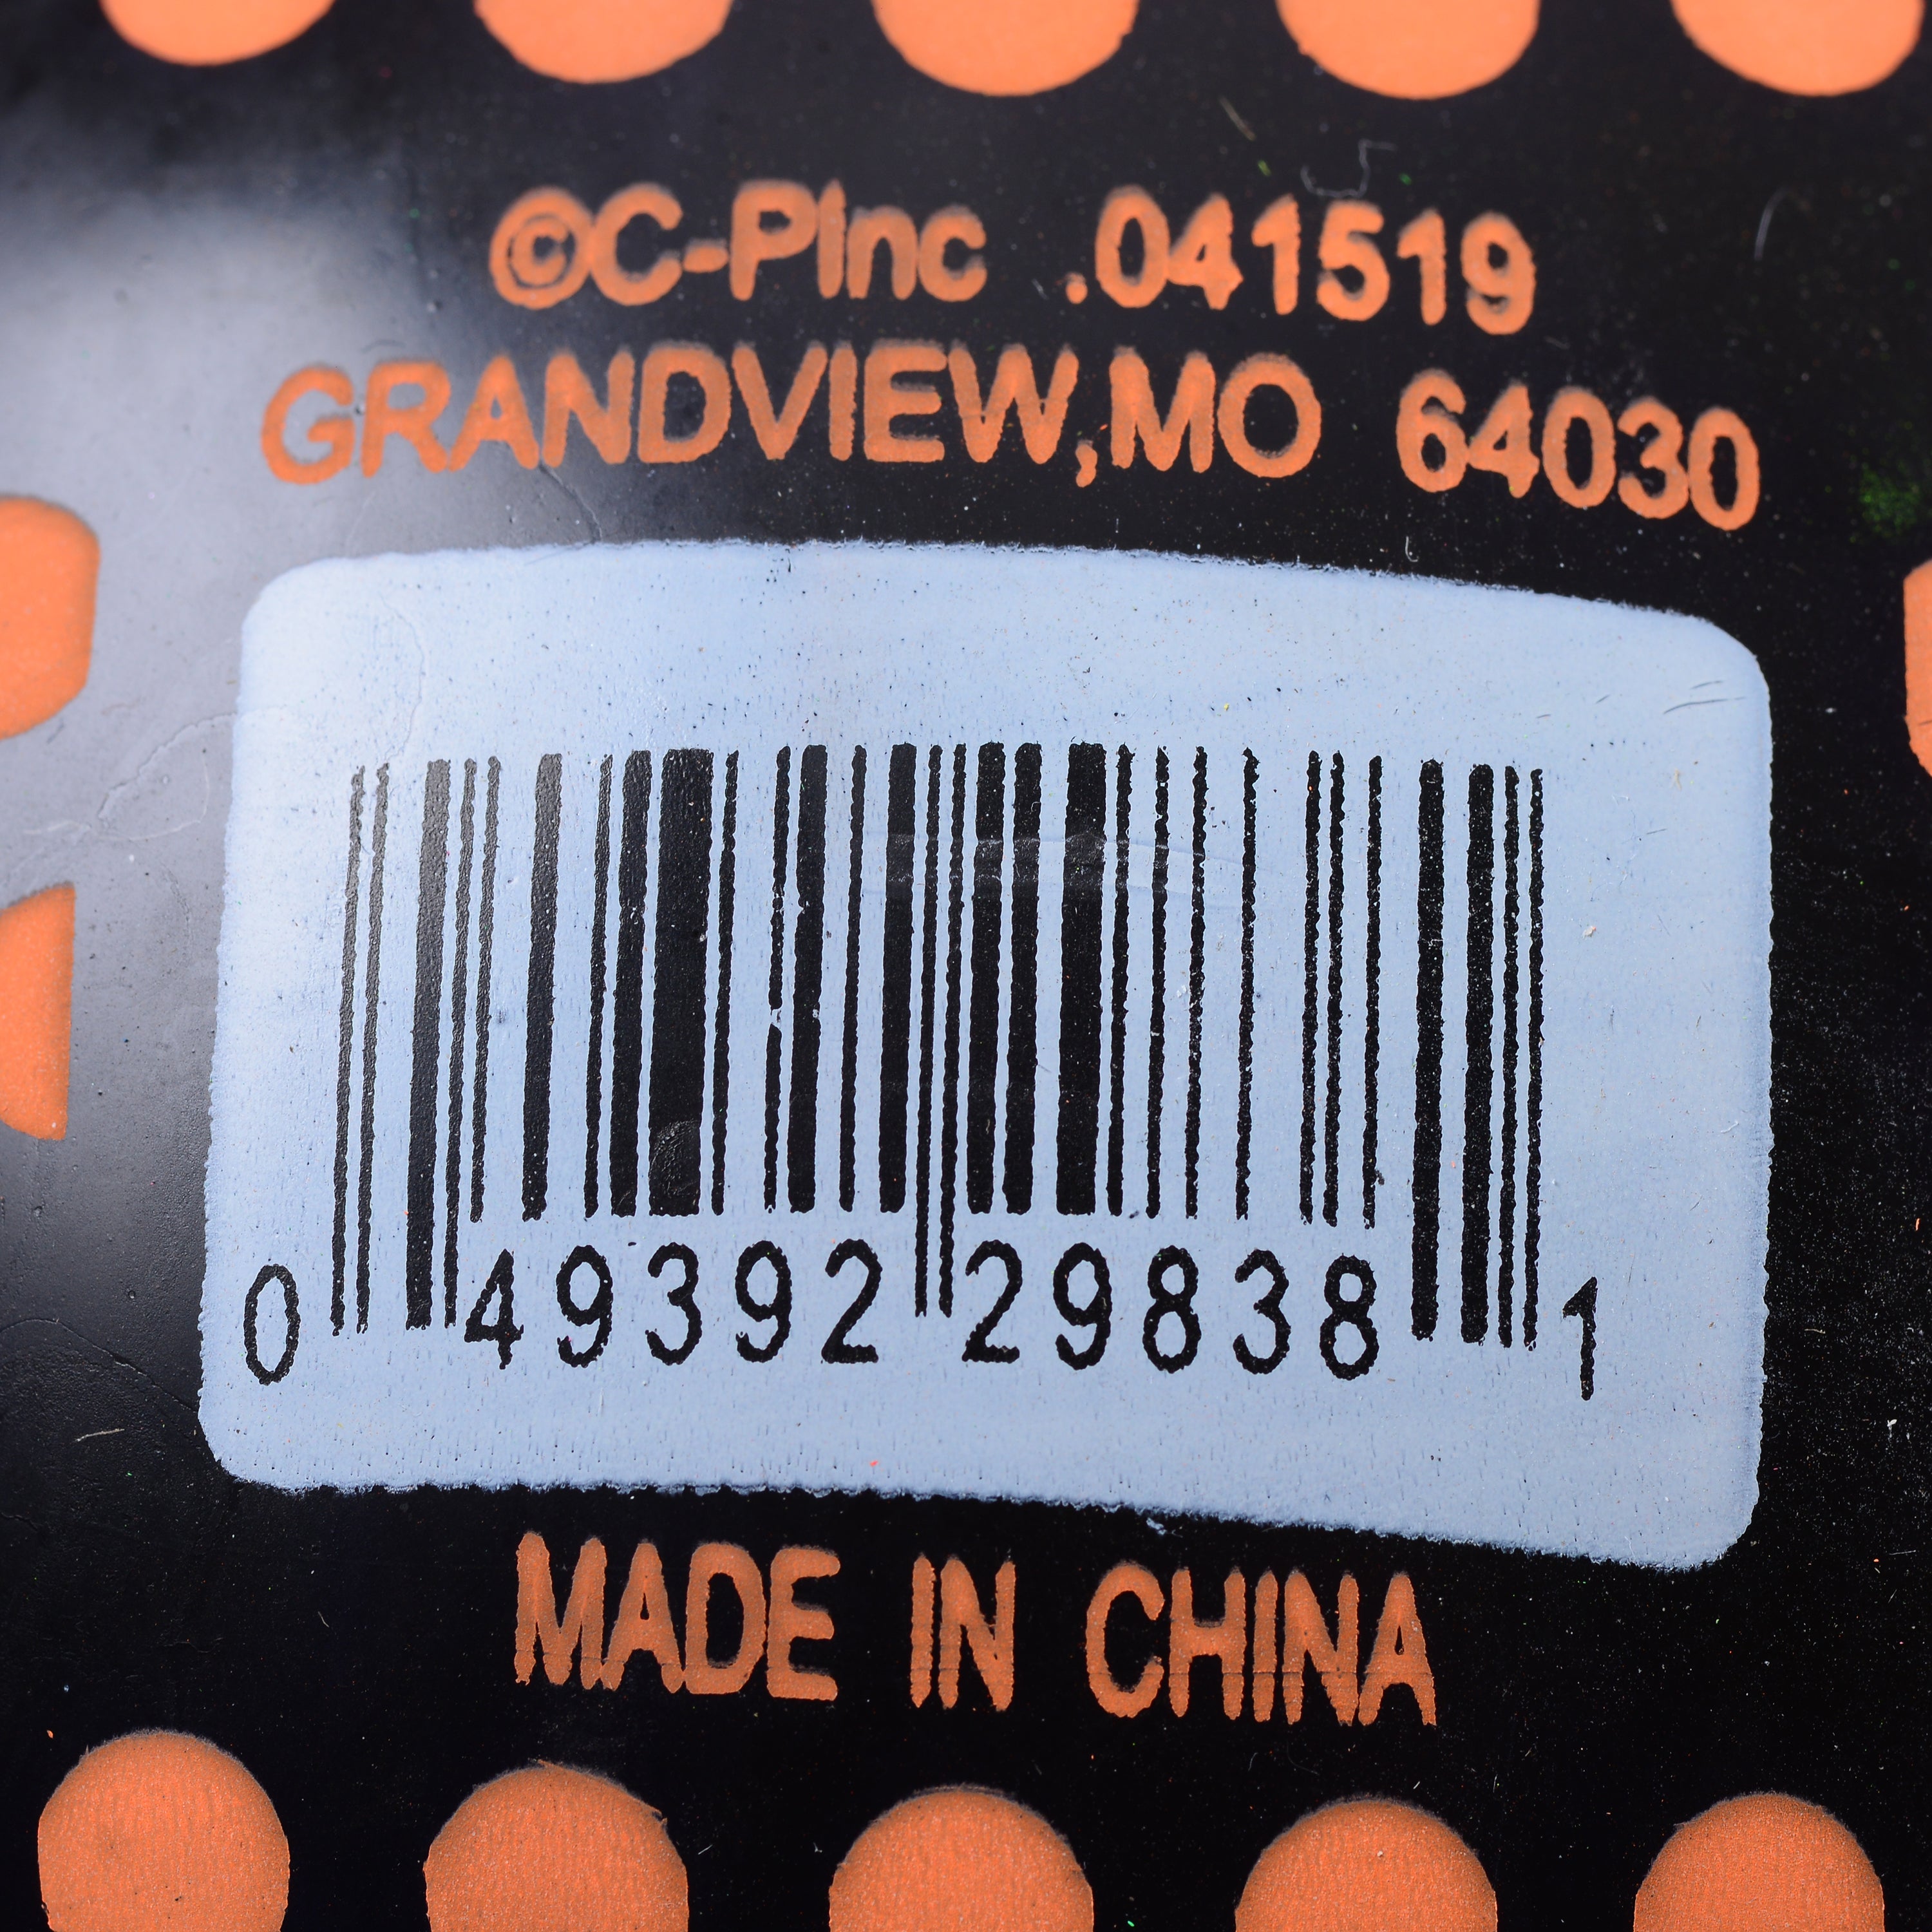 ©C-PInc .041519
GRANDVIEW,MO 64030
0 49392 29838 1
MADE IN CHINA